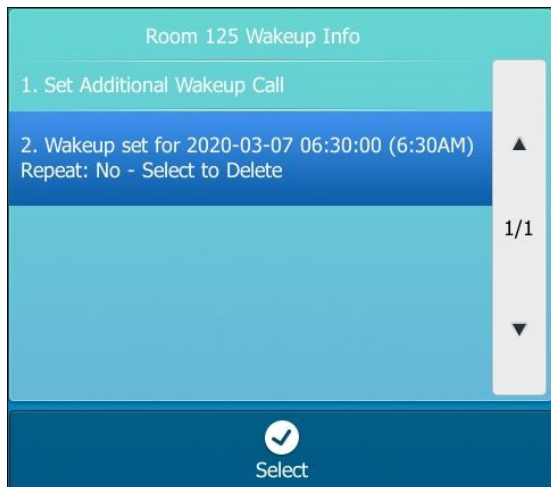 Room 125 Wakeup Info
1. Set Additional Wakeup Call
2. Wakeup set for 2020-03-07 06:30:00 (6:30AM)
Repeat: No - Select to Delete
1/1
Select